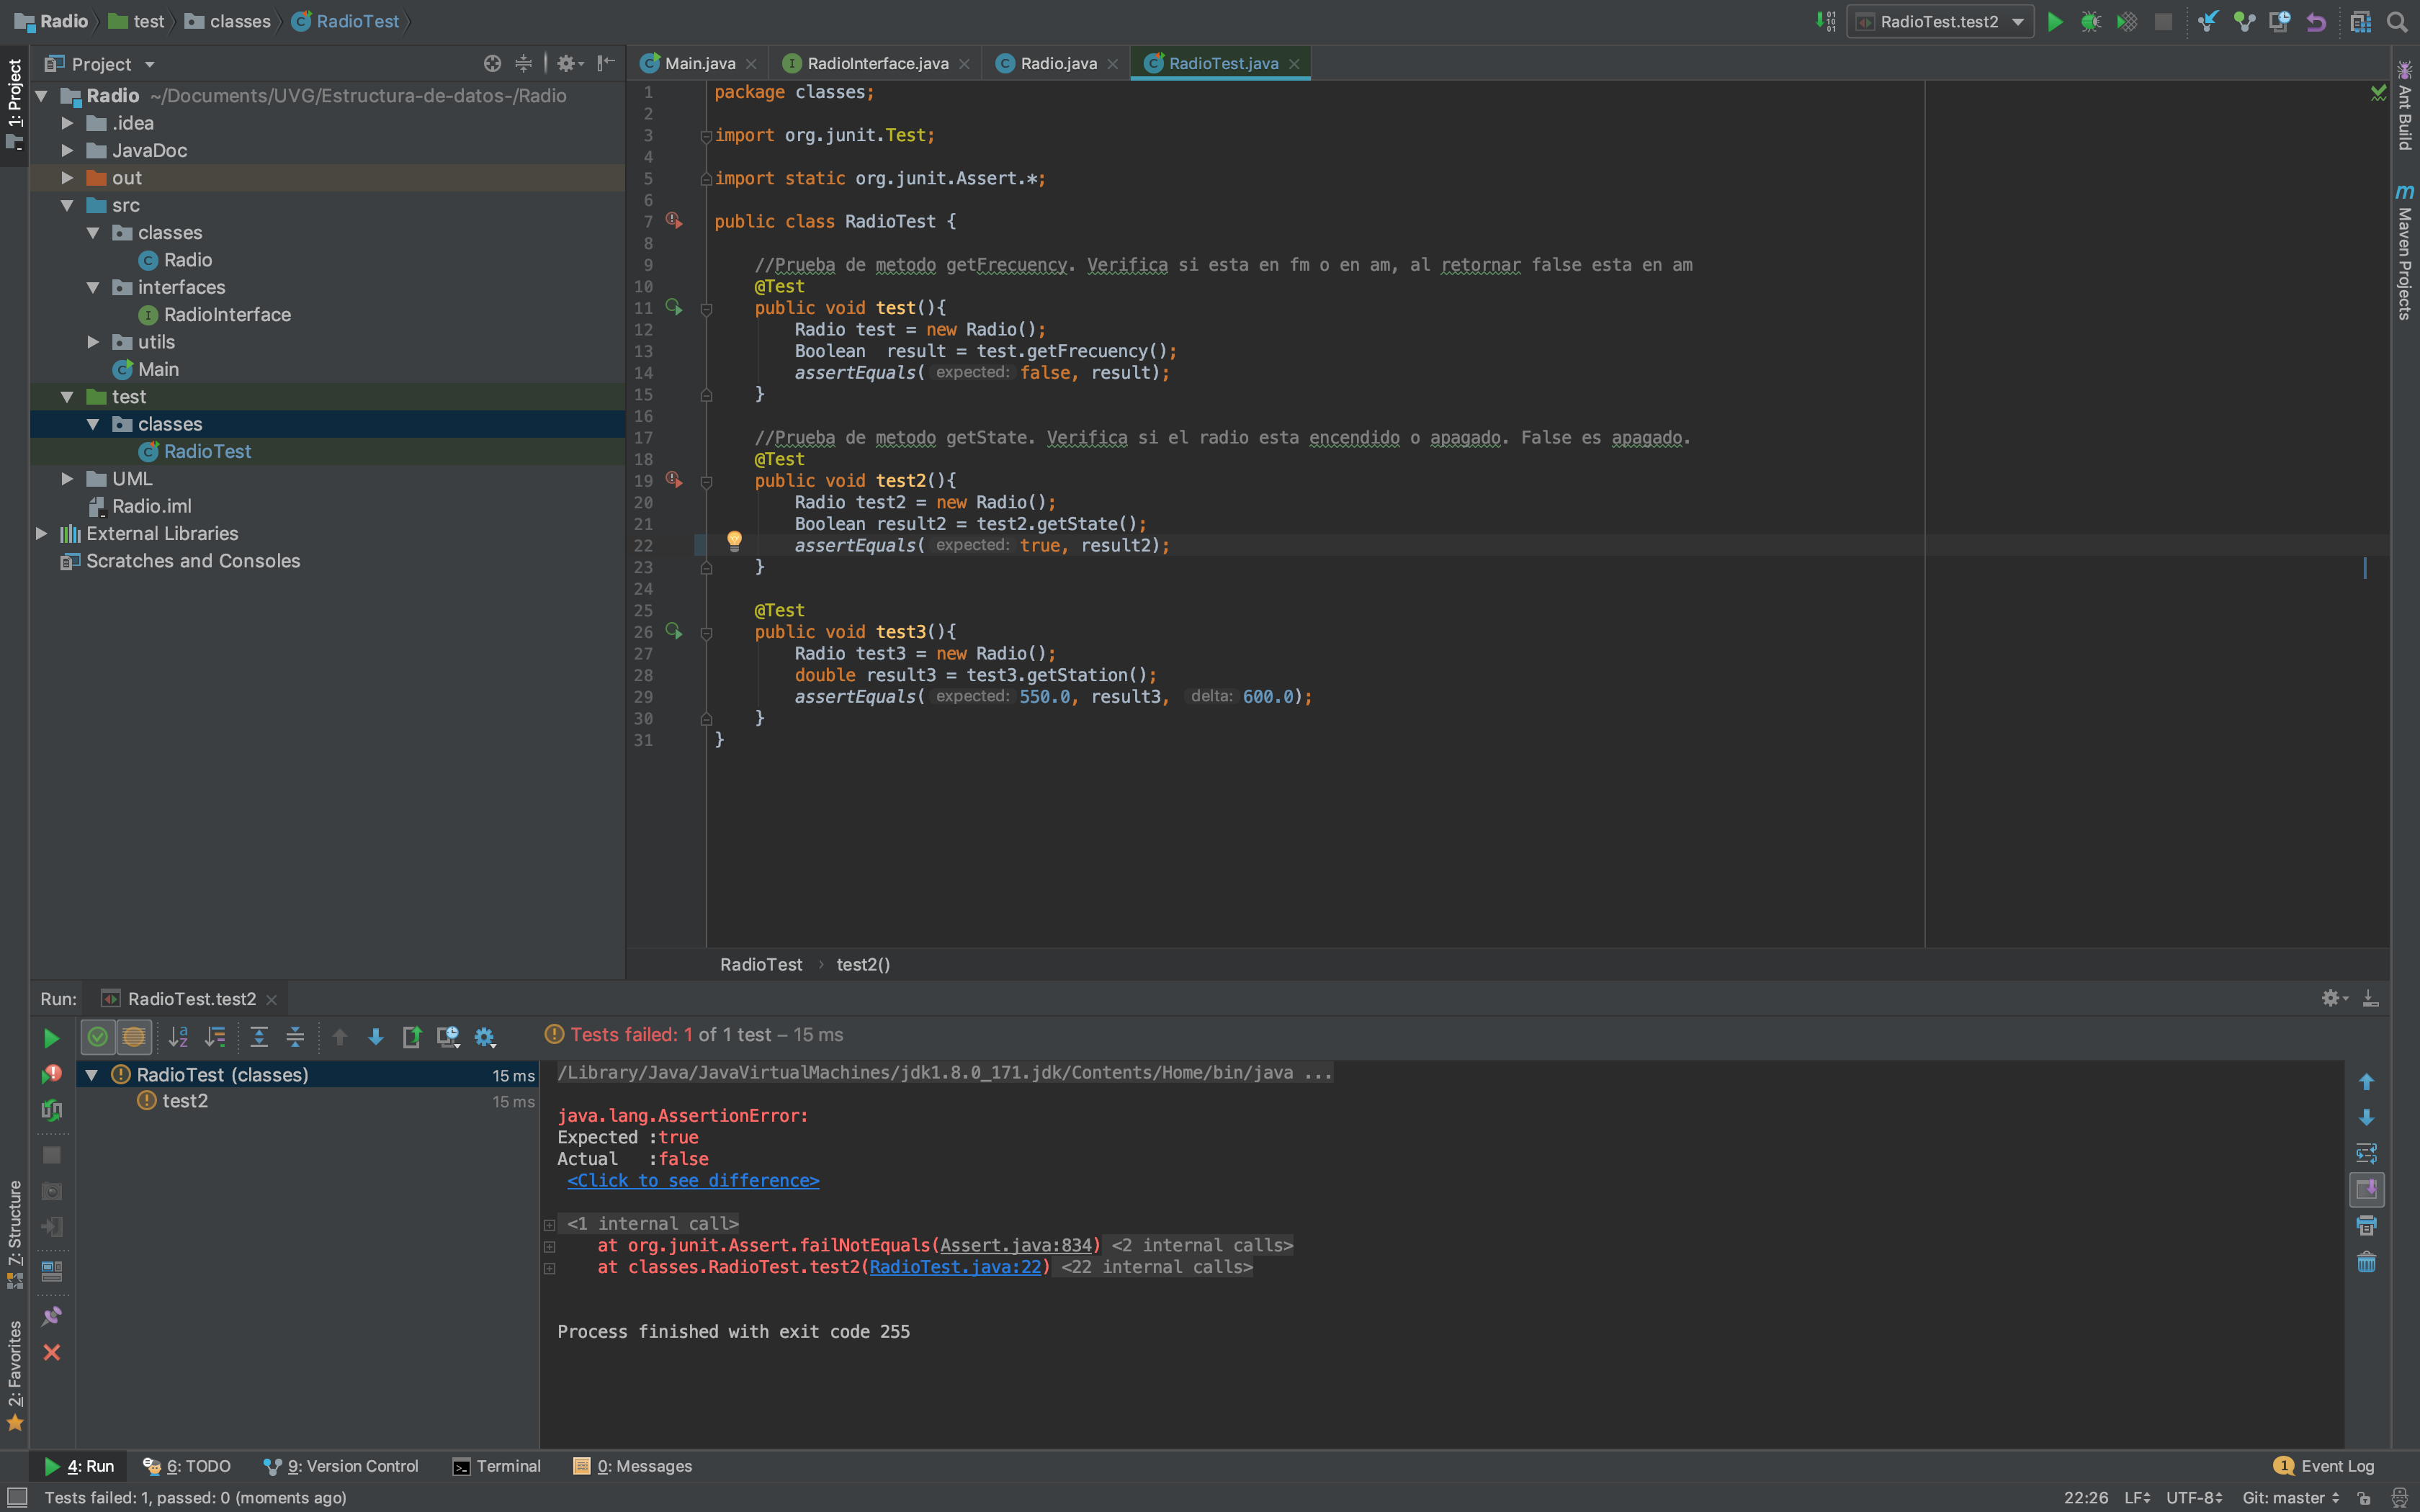 Radio test classes RadioTest
RadioTest.test2
1: Project
Project
Radio ~/Documents/UVG/Estructura-de-datos-/Radio
.idea
JavaDoc
out
src
classes
Radio
interfaces
RadioInterface
utils
Main
test
classes
RadioTest
UML
Radio.iml
External Libraries
Scratches and Consoles
Main.java RadioInterface.java Radio.java RadioTest.java
1 package classes;
2
3 import org.junit.Test;
4
5 import static org.junit.Assert.*;
6
7 public class RadioTest {
8
9 //Prueba de metodo getFrecuency. Verifica si esta en fm o en am, al retornar false esta en am
10 @Test
11 public void test(){
12 Radio test = new Radio();
13 Boolean  result = test.getFrecuency();
14 assertEquals( expected: false, result);
15 }
16
17 //Prueba de metodo getState. Verifica si el radio esta encendido o apagado. False es apagado.
18 @Test
19 public void test2(){
20 Radio test2 = new Radio();
21 Boolean result2 = test2.getState();
22 assertEquals( expected: true, result2);
23 }
24
25 @Test
26 public void test3(){
27 Radio test3 = new Radio();
28 double result3 = test3.getStation();
29 assertEquals( expected: 550.0, result3, delta: 600.0);
30 }
31 }
RadioTest › test2()
Ant Build
Maven Projects
Run: RadioTest.test2
Tests failed: 1 of 1 test – 15 ms
RadioTest (classes) 15 ms
test2 15 ms
/Library/Java/JavaVirtualMachines/jdk1.8.0_171.jdk/Contents/Home/bin/java ...
java.lang.AssertionError:
Expected :true
Actual   :false
<Click to see difference>
<1 internal call>
at org.junit.Assert.failNotEquals(Assert.java:834) <2 internal calls>
at classes.RadioTest.test2(RadioTest.java:22) <22 internal calls>
Process finished with exit code 255
7: Structure
2: Favorites
4: Run 6: TODO 9: Version Control Terminal 0: Messages 1 Event Log
Tests failed: 1, passed: 0 (moments ago) 22:26 LF UTF-8 Git: master